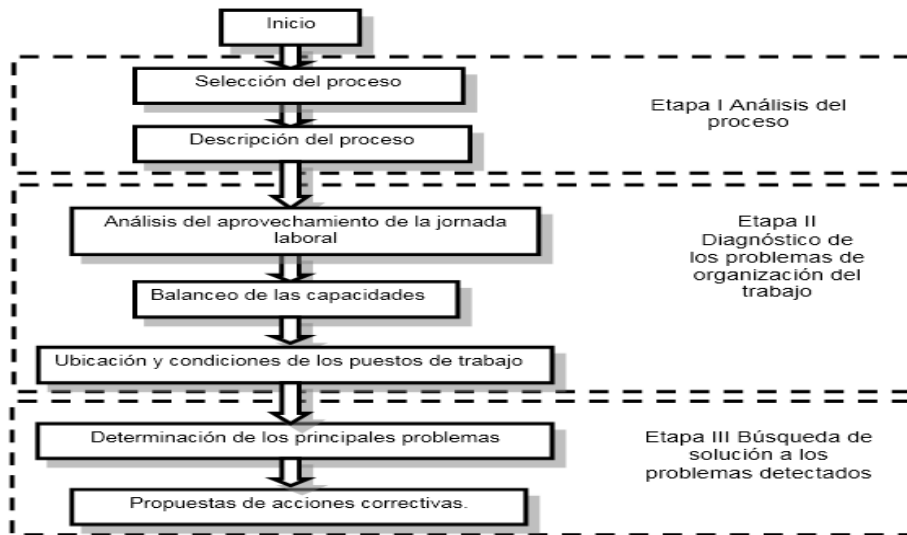 Inicio
Selección del proceso
Descripción del proceso
Etapa I Análisis del
proceso
Análisis del aprovechamiento de la jornada
laboral
Balanceo de las capacidades
Ubicación y condiciones de los puestos de trabajo
Etapa II
Diagnóstico de
los problemas de
organización del
trabajo
Determinación de los principales problemas
Propuestas de acciones correctivas.
Etapa III Búsqueda de
solución a los
problemas detectados